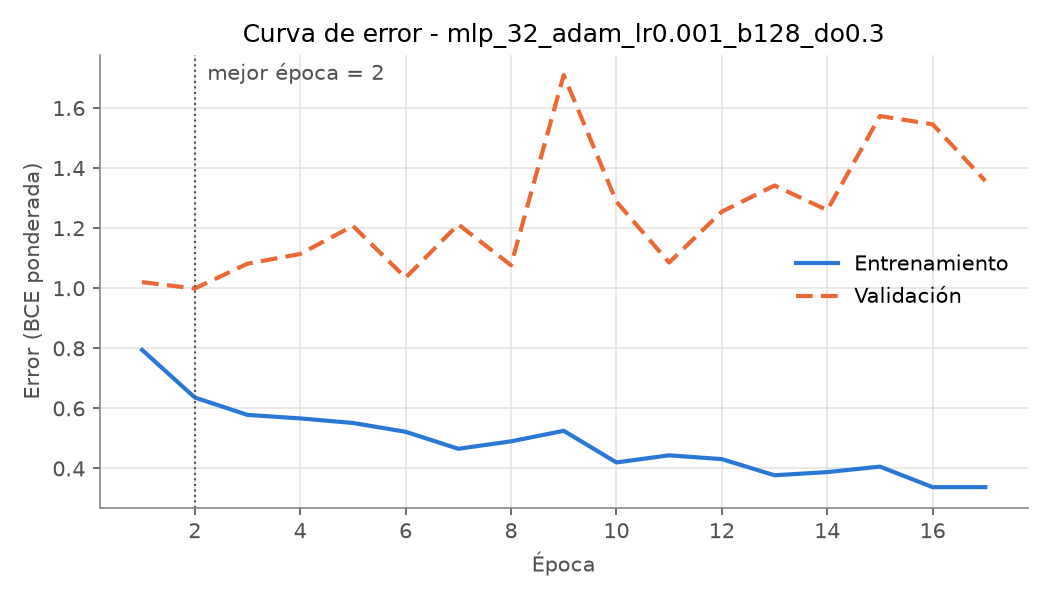 Curva de error - mlp_32_adam_lr0.001_b128_do0.3
mejor época = 2
Error (BCE ponderada)
1.6
1.4
1.2
1.0
0.8
0.6
0.4
Entrenamiento
Validación
2 4 6 8 10 12 14 16
Época